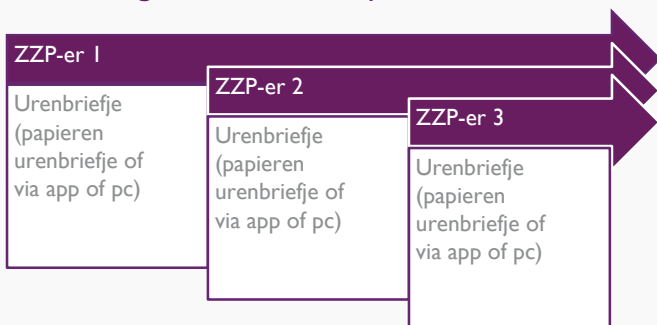 ZZP-er 1
Urenbriefje
(papieren
urenbriefje of
via app of pc)
ZZP-er 2
Urenbriefje
(papieren
urenbriefje of
via app of pc)
ZZP-er 3
Urenbriefje
(papieren
urenbriefje of
via app of pc)